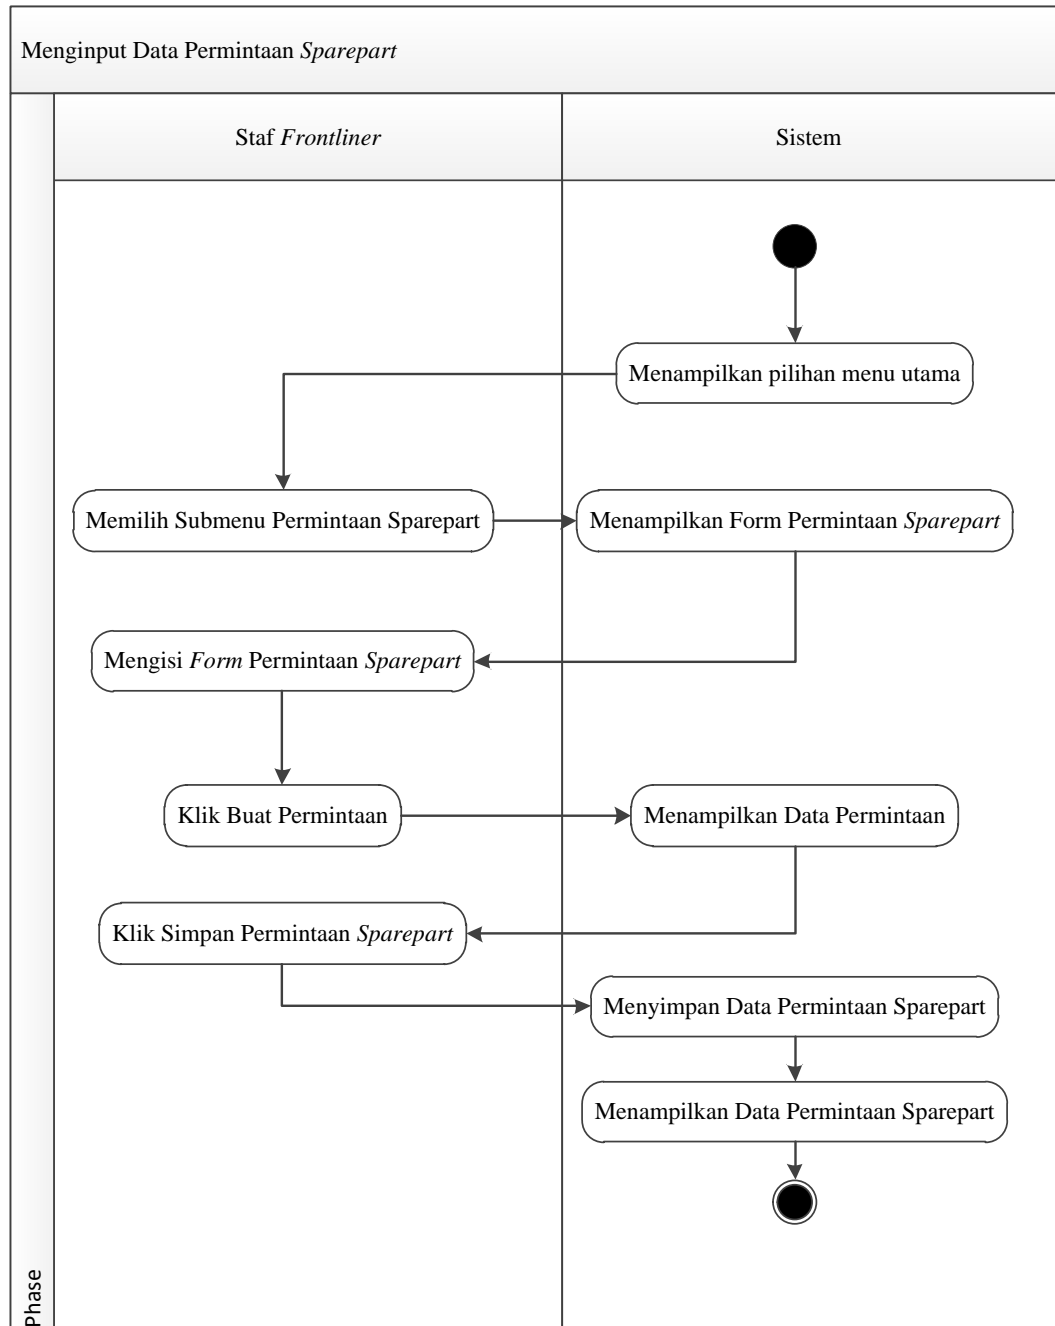 Menginput Data Permintaan Sparepart
Staf Frontliner
Sistem
Menampilkan pilihan menu utama
Memilih Submenu Permintaan Sparepart
Menampilkan Form Permintaan Sparepart
Mengisi Form Permintaan Sparepart
Klik Buat Permintaan
Menampilkan Data Permintaan
Klik Simpan Permintaan Sparepart
Menyimpan Data Permintaan Sparepart
Menampilkan Data Permintaan Sparepart
Phase